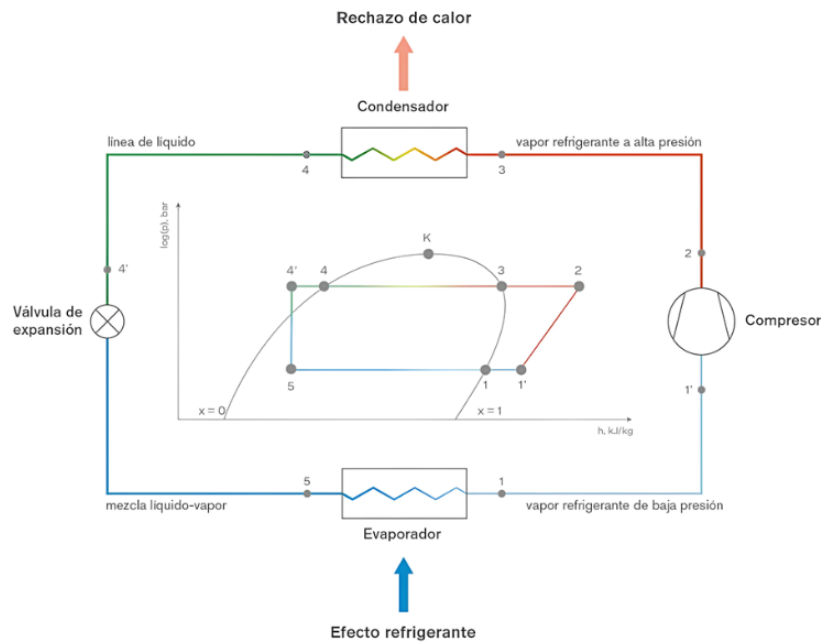 Rechazo de calor
Condensador
línea de líquido
vapor refrigerante a alta presión
4
3
log(p), bar
K
4'
4
3
2
2
4'
Válvula de
expansión
Compresor
5
1
1'
1'
x = 0
x = 1
h, kJ/kg
5
1
mezcla líquido-vapor
vapor refrigerante de baja presión
Evaporador
Efecto refrigerante